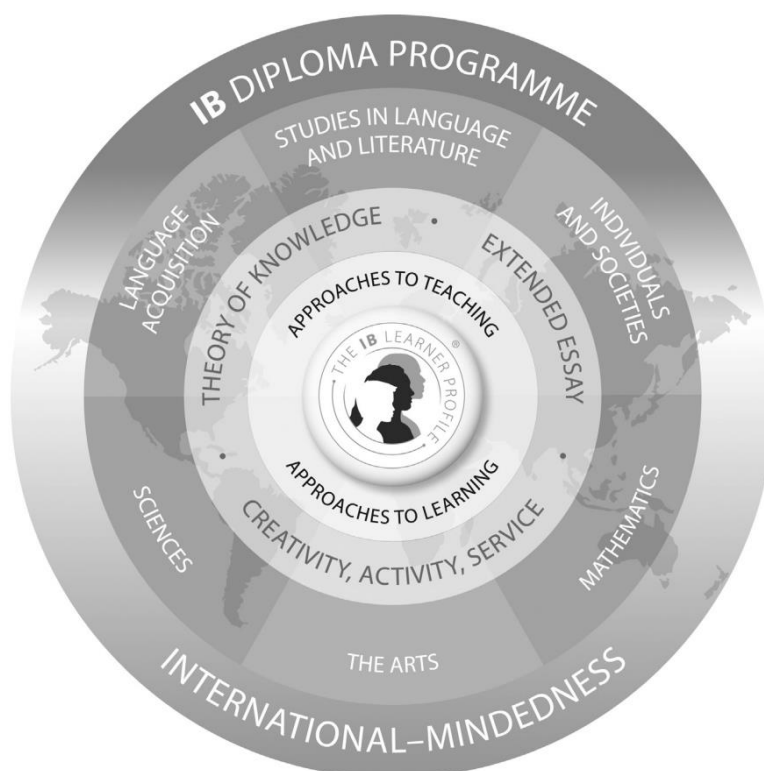 IB DIPLOMA PROGRAMME
STUDIES IN LANGUAGE
AND LITERATURE
LANGUAGE
ACQUISITION
INDIVIDUALS
AND SOCIETIES
THEORY OF KNOWLEDGE
•
EXTENDED ESSAY
APPROACHES TO TEACHING
THE IB LEARNER PROFILE
®
APPROACHES TO LEARNING
•
CREATIVITY, ACTIVITY, SERVICE
•
SCIENCES
MATHEMATICS
THE ARTS
INTERNATIONAL–MINDEDNESS